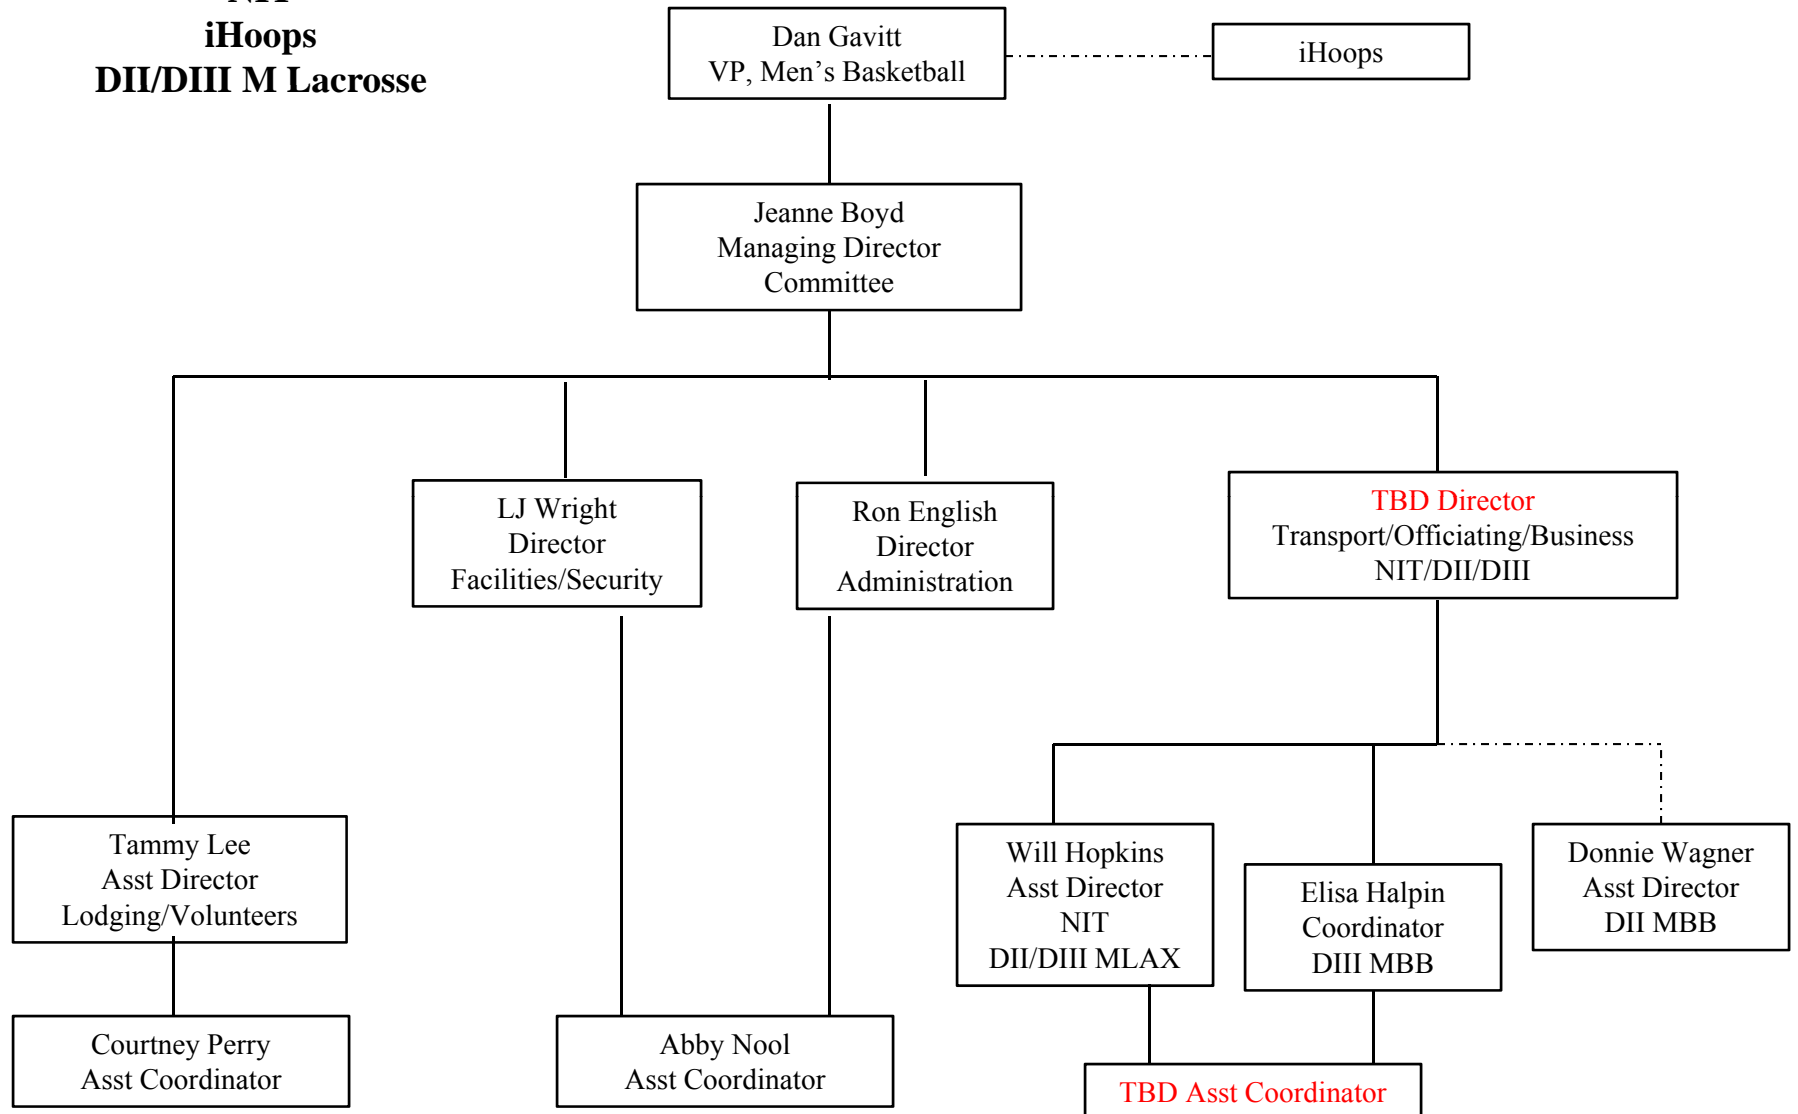 iHoops
DII/DIII M Lacrosse
Dan Gavitt
VP, Men’s Basketball
iHoops
Jeanne Boyd
Managing Director
Committee
LJ Wright
Director
Facilities/Security
Ron English
Director
Administration
TBD Director
Transport/Officiating/Business
NIT/DII/DIII
Tammy Lee
Asst Director
Lodging/Volunteers
Will Hopkins
Asst Director
NIT
DII/DIII MLAX
Elisa Halpin
Coordinator
DIII MBB
Donnie Wagner
Asst Director
DII MBB
Courtney Perry
Asst Coordinator
Abby Nool
Asst Coordinator
TBD Asst Coordinator